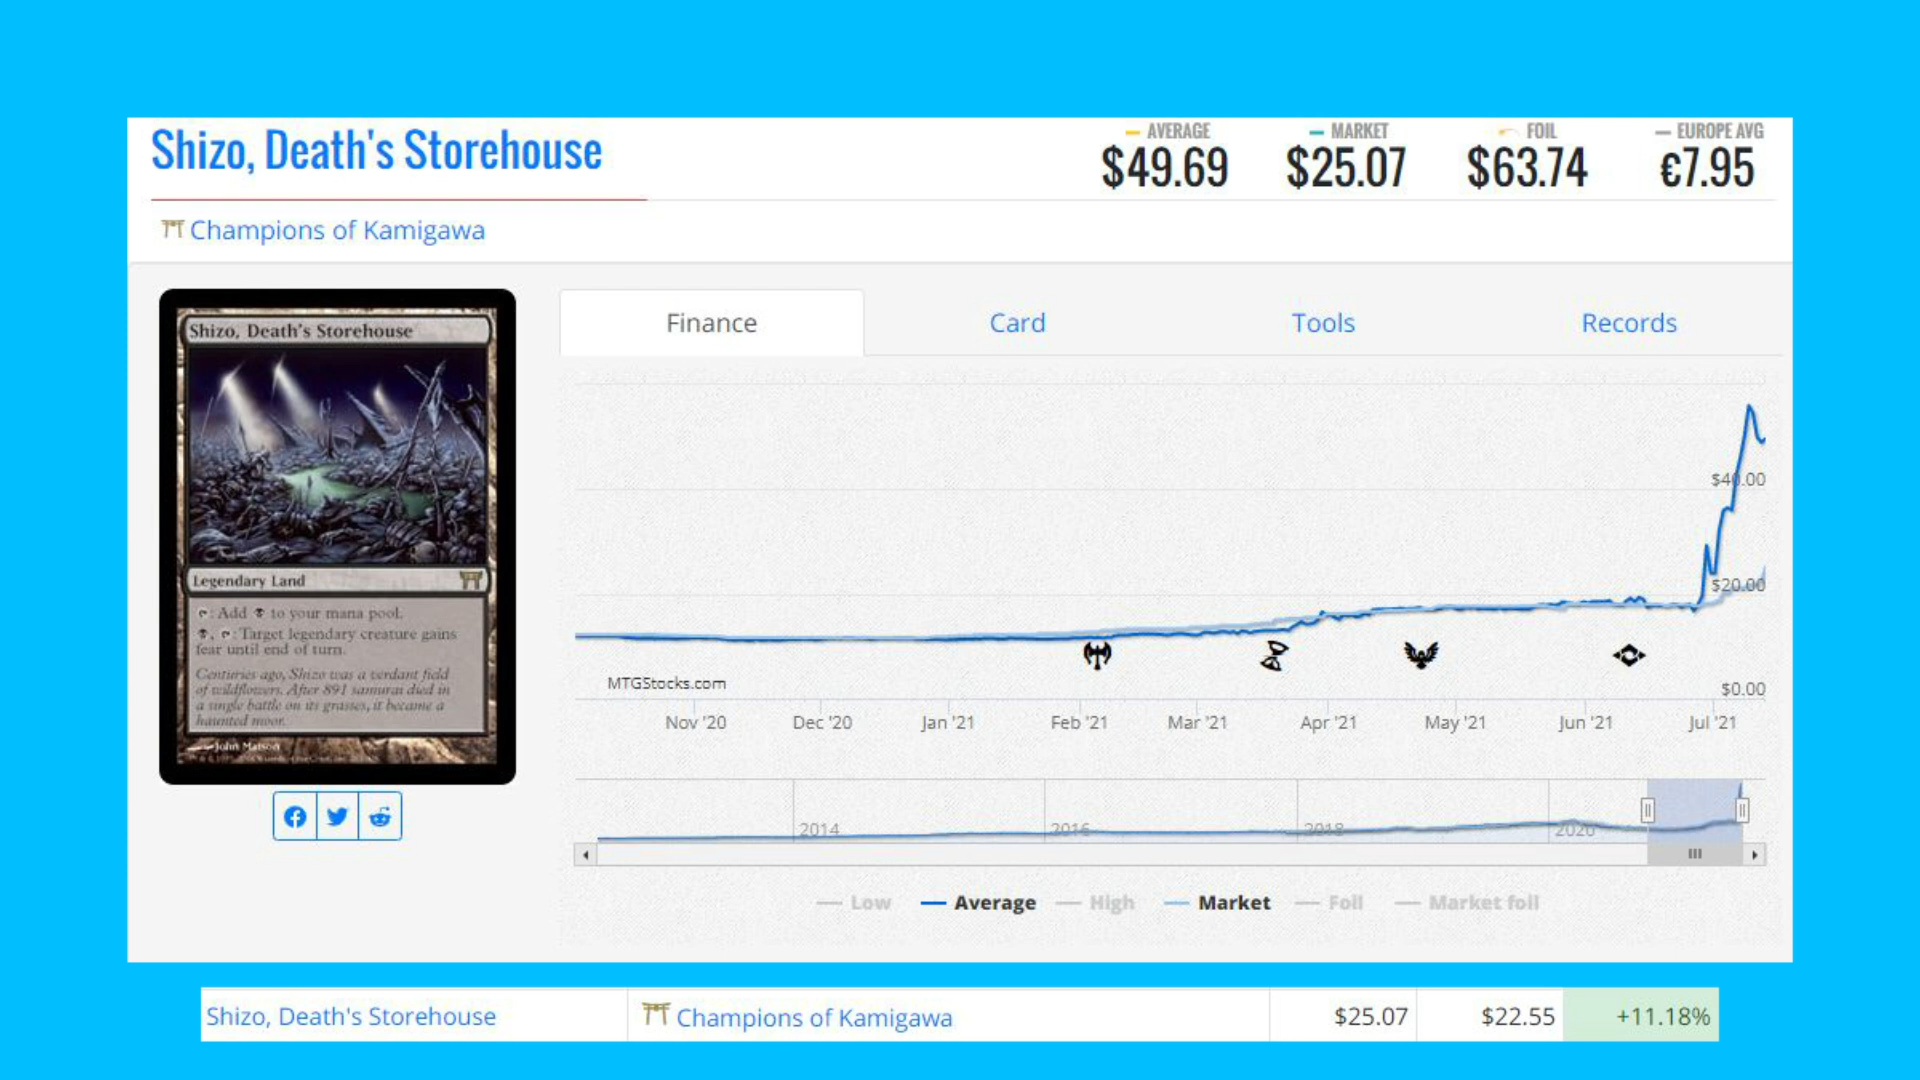 Shizo, Death's Storehouse
AVERAGE
$49.69
MARKET
$25.07
FOIL
$63.74
EUROPE AVG
€7.95
Champions of Kamigawa
Shizo, Death's Storehouse
Legendary Land
: Add to your mana pool.
, : Target legendary creature gains
fear until end of turn.
Centuries ago, Shizo was a verdant field
of wildflowers. After 891 samurai died in
a single battle on its grasses, it became a
haunted moor.
John Matson
Finance
Card
Tools
Records
$40.00
$20.00
$0.00
MTGStocks.com
Nov '20
Dec '20
Jan '21
Feb '21
Mar '21
Apr '21
May '21
Jun '21
Jul '21
2014
2016
2018
2020
Low
Average
High
Market
Foil
Market foil
Shizo, Death's Storehouse
Champions of Kamigawa
$25.07
$22.55
+11.18%